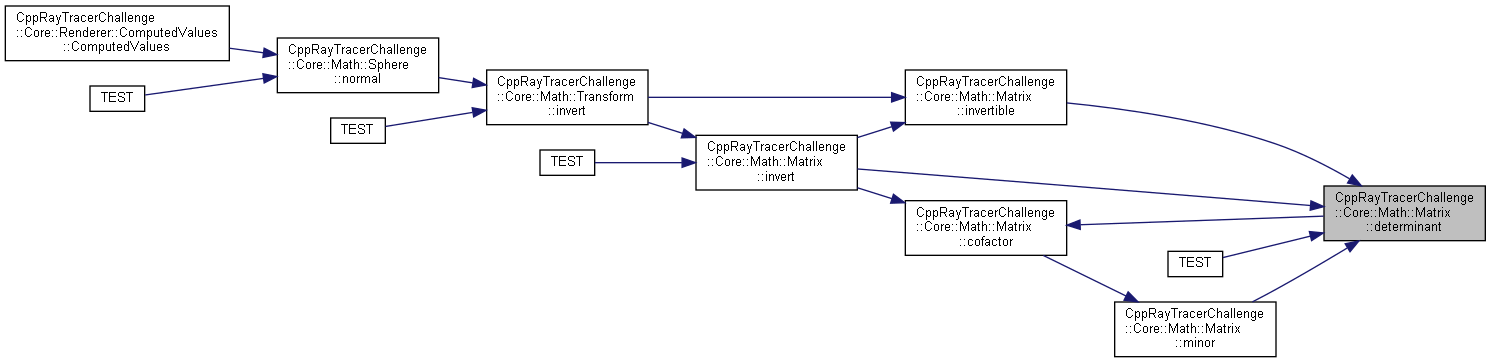 CppRayTracerChallenge
::Core::Renderer::ComputedValues
::ComputedValues
TEST
CppRayTracerChallenge
::Core::Math::Sphere
::normal
TEST
CppRayTracerChallenge
::Core::Math::Transform
::invert
TEST
CppRayTracerChallenge
::Core::Math::Matrix
::invert
CppRayTracerChallenge
::Core::Math::Matrix
::invertible
CppRayTracerChallenge
::Core::Math::Matrix
::cofactor
TEST
CppRayTracerChallenge
::Core::Math::Matrix
::minor
CppRayTracerChallenge
::Core::Math::Matrix
::determinant